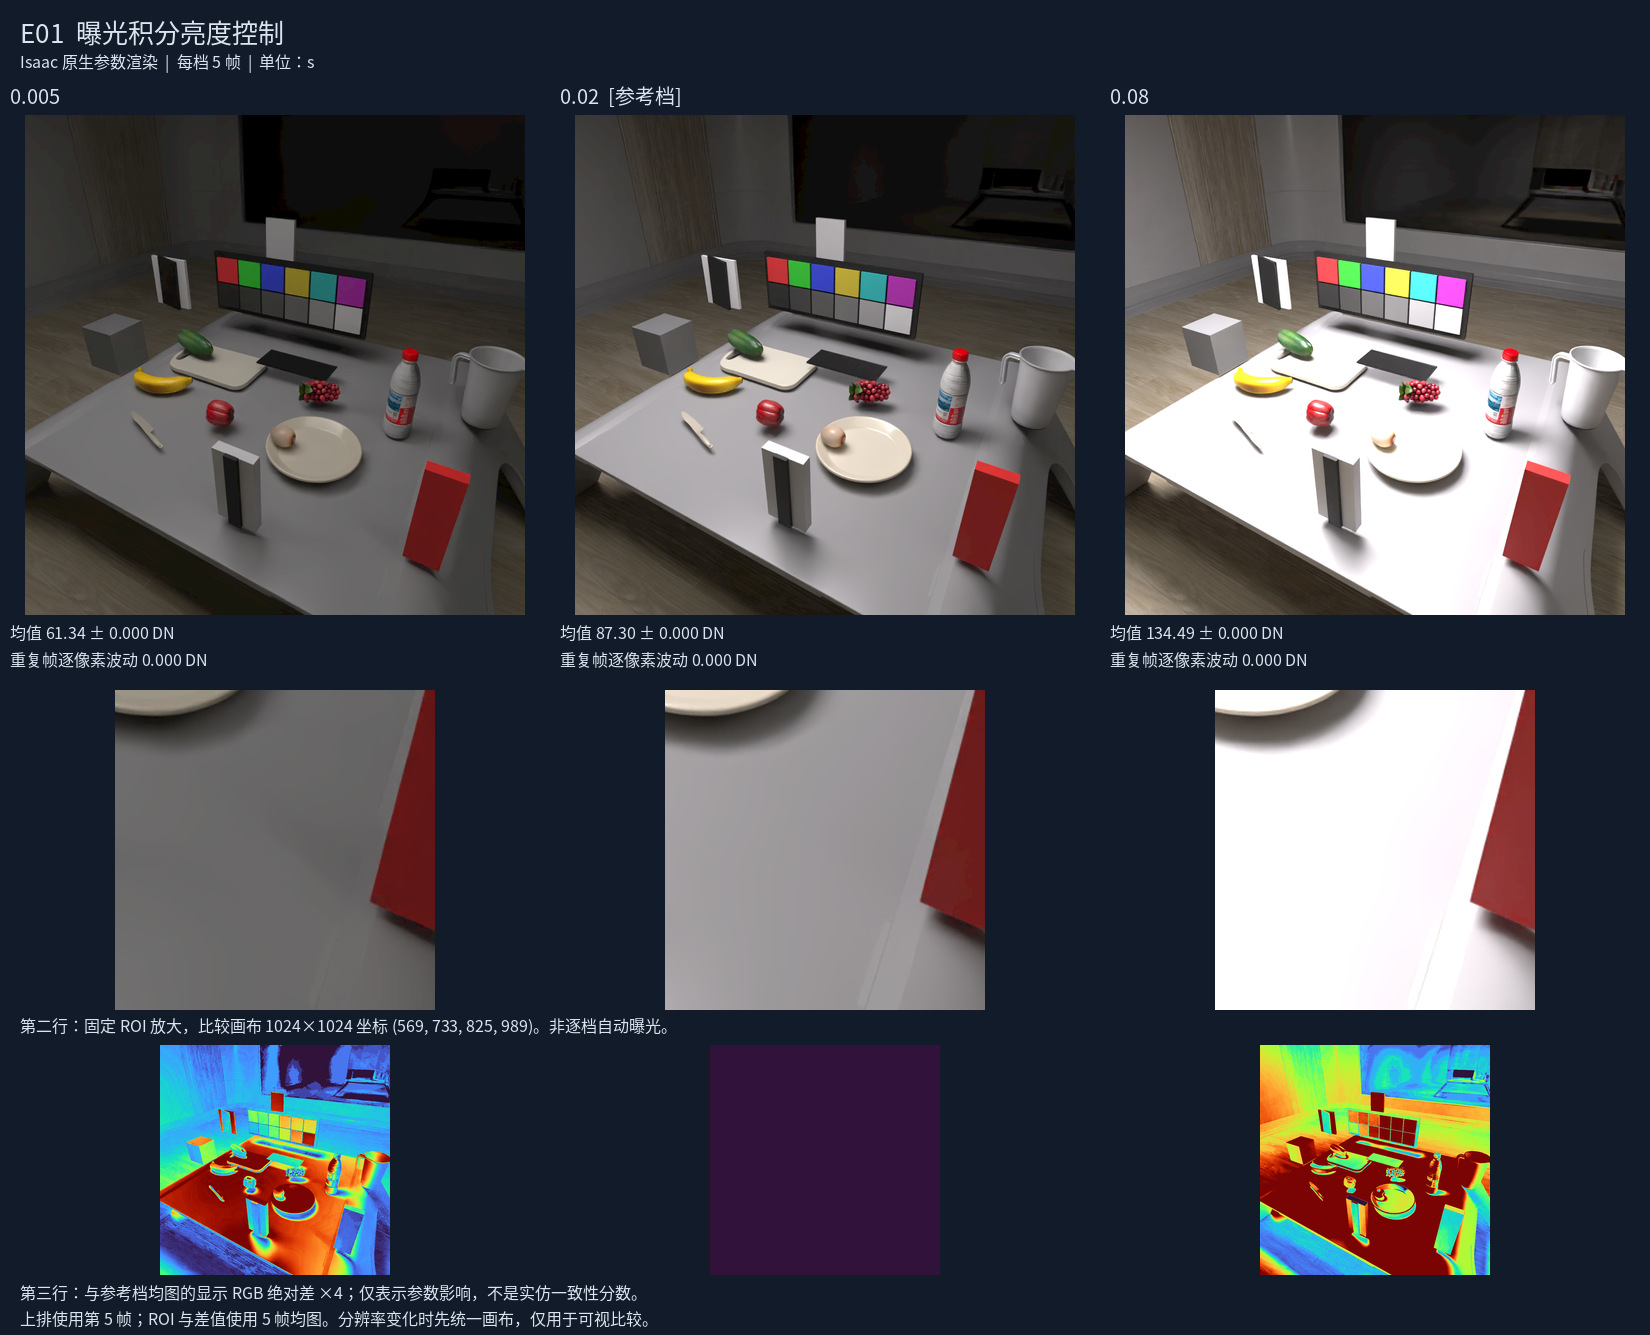 E01 曝光积分亮度控制
Isaac 原生参数渲染 | 每档 5 帧 | 单位：s
0.005
0.02 [参考档]
0.08
均值 61.34 ± 0.000 DN
均值 87.30 ± 0.000 DN
均值 134.49 ± 0.000 DN
重复帧逐像素波动 0.000 DN
重复帧逐像素波动 0.000 DN
重复帧逐像素波动 0.000 DN
第二行：固定 ROI 放大，比较画布 1024×1024 坐标 (569, 733, 825, 989)。非逐档自动曝光。
第三行：与参考档均图的显示 RGB 绝对差 ×4；仅表示参数影响，不是实仿一致性分数。
上排使用第 5 帧；ROI 与差值使用 5 帧均图。分辨率变化时先统一画布，仅用于可视比较。